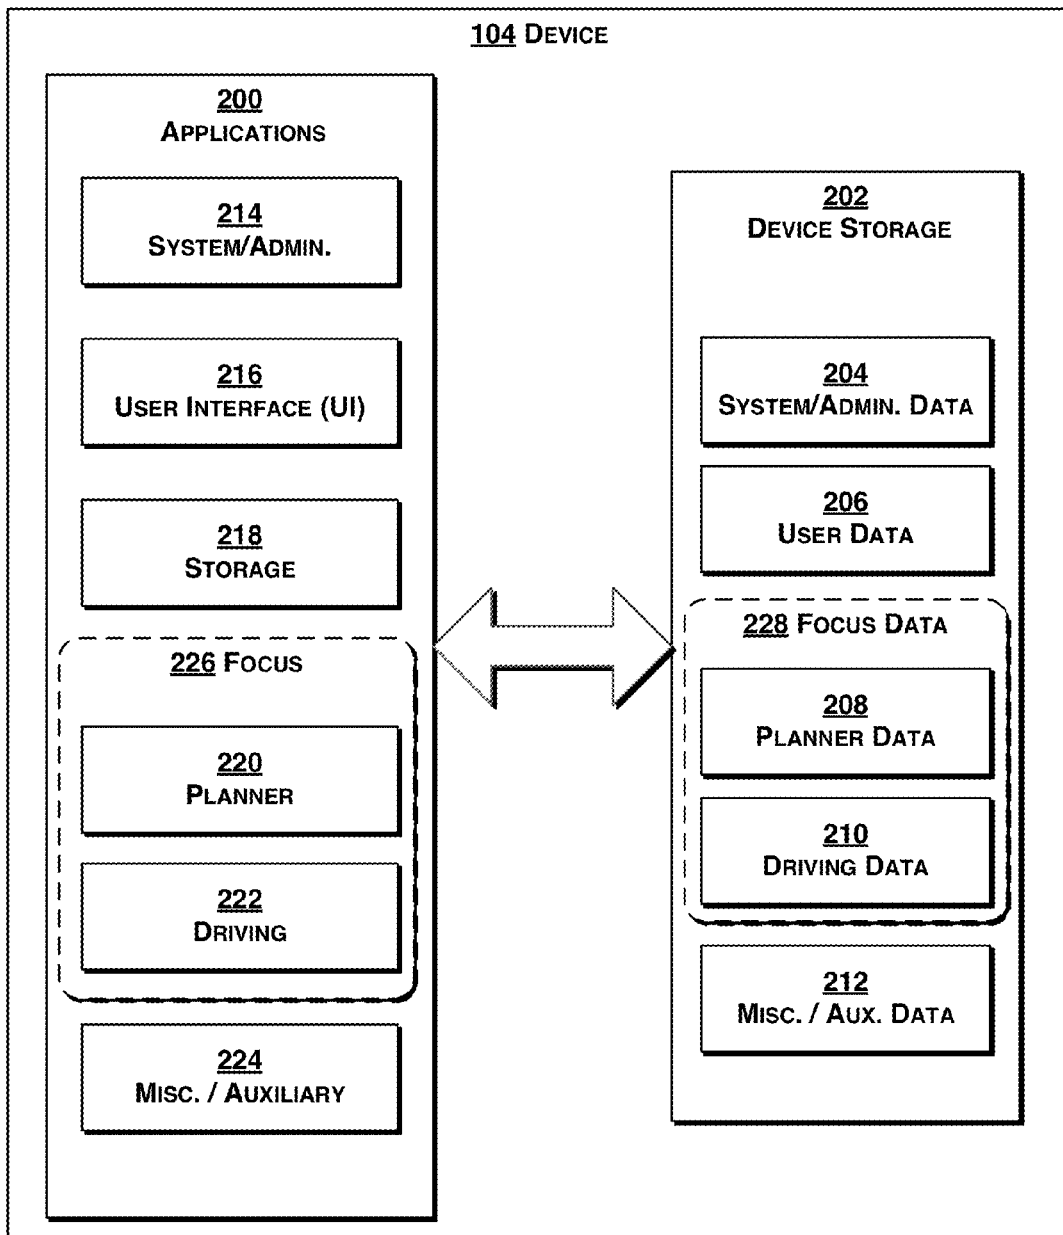 104 DEVICE
200
APPLICATIONS
214
SYSTEM/ADMIN.
216
USER INTERFACE (UI)
218
STORAGE
226 FOCUS
220
PLANNER
222
DRIVING
224
MISC. / AUXILIARY
202
DEVICE STORAGE
204
SYSTEM/ADMIN. DATA
206
USER DATA
228 FOCUS DATA
208
PLANNER DATA
210
DRIVING DATA
212
MISC. / AUX. DATA